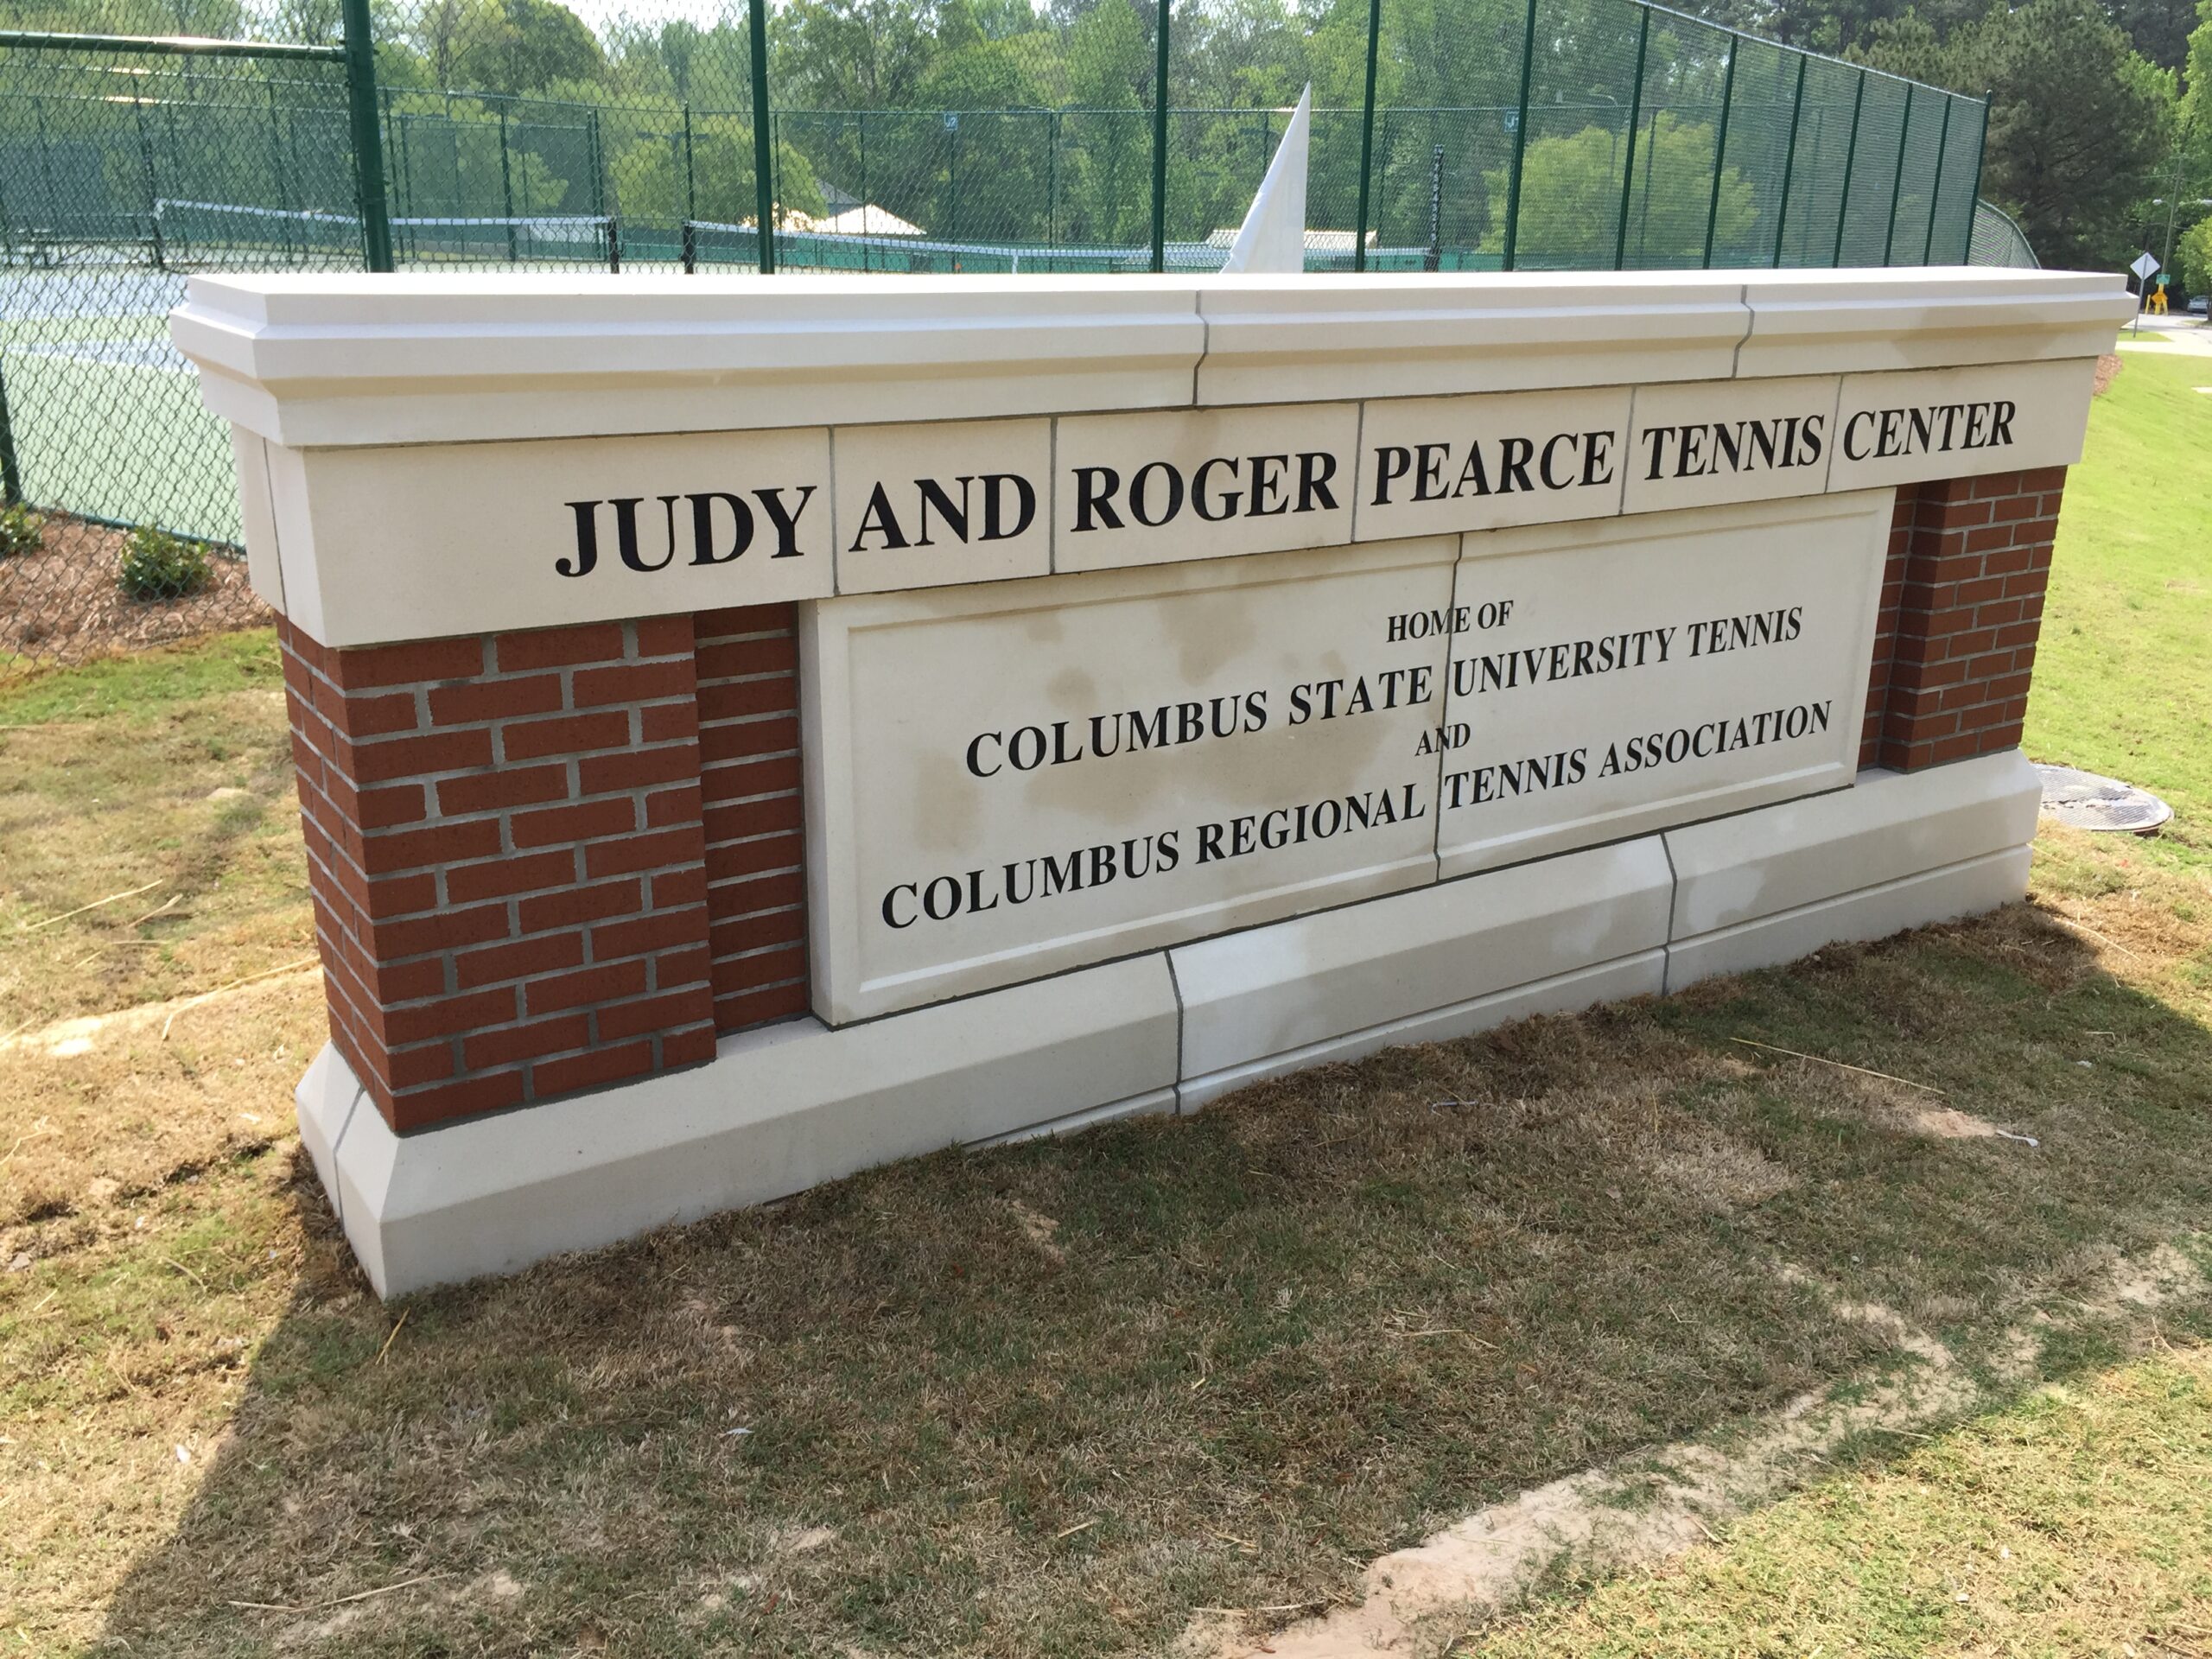 JUDY AND ROGER PEARCE TENNIS CENTER
HOME OF
COLUMBUS STATE UNIVERSITY TENNIS
AND
COLUMBUS REGIONAL TENNIS ASSOCIATION